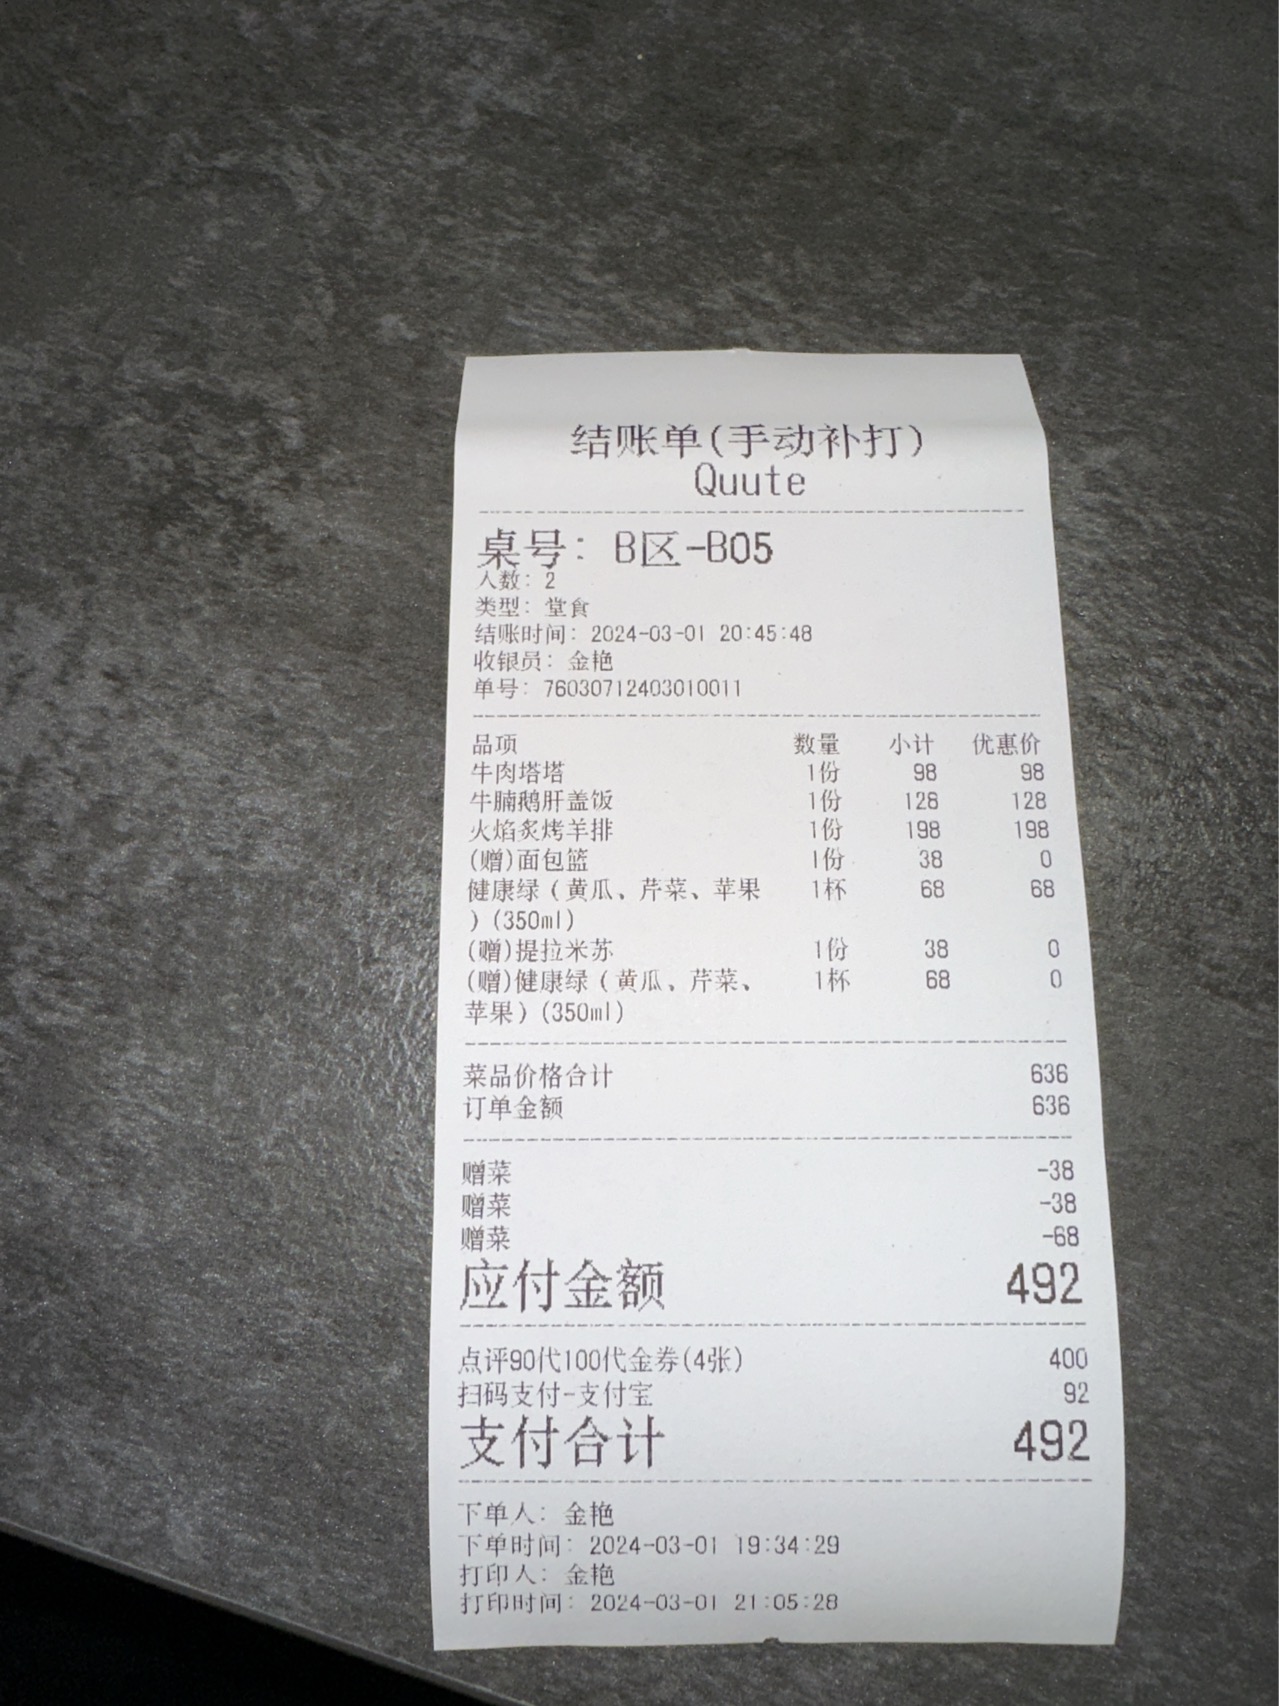 结账单(手动补打)
Quute
桌号: B区-B05
人数: 2
类型: 堂食
结账时间: 2024-03-01 20:45:48
收银员: 金艳
单号: 76030712403010011
品项 数量 小计 优惠价
牛肉塔塔 1份 98 98
牛腩鹅肝盖饭 1份 128 128
火焰炙烤羊排 1份 198 198
(赠)面包篮 1份 38 0
健康绿（黄瓜、芹菜、苹果 1杯 68 68
）(350ml)
(赠)提拉米苏 1份 38 0
(赠)健康绿（黄瓜、芹菜、 1杯 68 0
苹果）(350ml)
菜品价格合计 636
订单金额 636
赠菜 -38
赠菜 -38
赠菜 -68
应付金额 492
点评90代100代金券(4张) 400
扫码支付-支付宝 92
支付合计 492
下单人: 金艳
下单时间: 2024-03-01 19:34:29
打印人: 金艳
打印时间: 2024-03-01 21:05:28